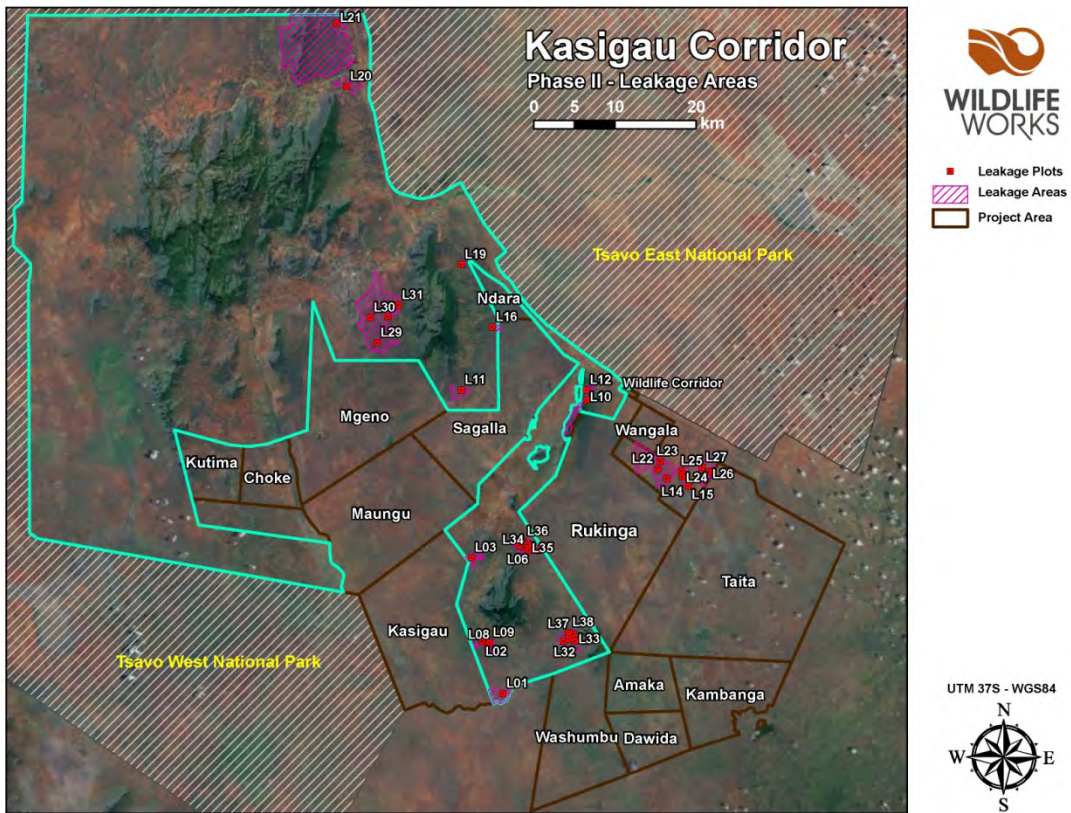 Kasigau Corridor
Phase II - Leakage Areas
0 5 10 20
km
WILDLIFE
WORKS
Leakage Plots
Leakage Areas
Project Area
L21
L20
Tsavo East National Park
L19
Ndara
L31
L30
L16
L29
L11
L12
Wildlife Corridor
L10
Mgeno
Sagalla
Wangala
Kutima
Choke
L22
L23
L25
L27
L24
L26
L14
L15
Maungu
L36
Rukinga
L34
L35
L03
L06
Taita
Kasigau
L37
L38
L08
L09
L33
L02
L32
Tsavo West National Park
L01
Amaka
Kambanga
Washumbu
Dawida
UTM 37S - WGS84
N
W
E
S